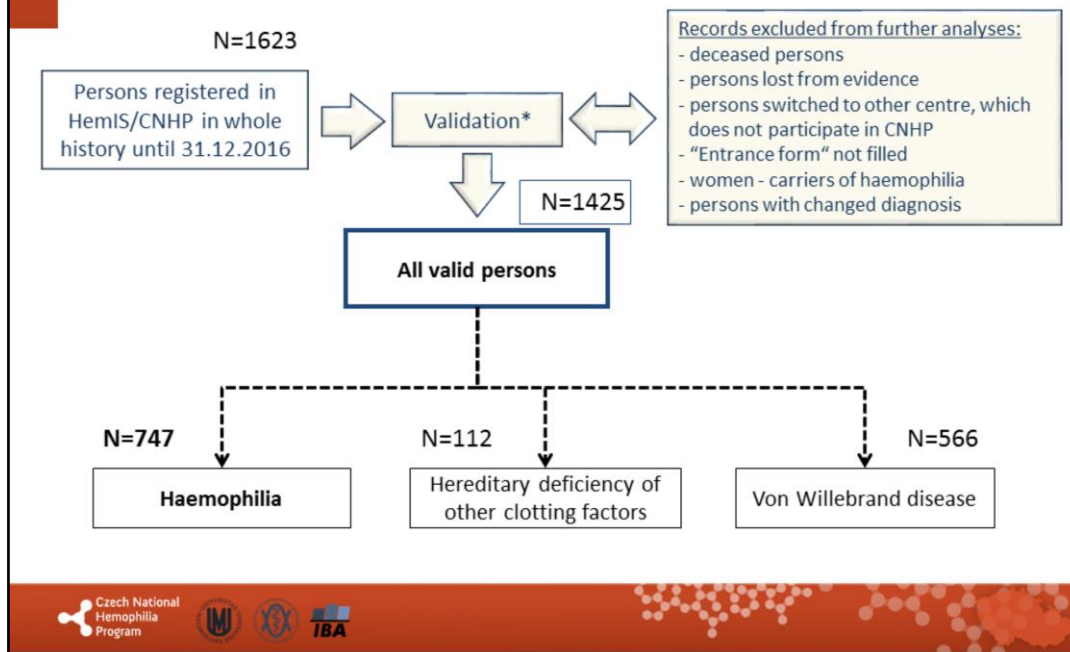 N=1623
Persons registered in
HemIS/CNHP in whole
history until 31.12.2016
Validation*
Records excluded from further analyses:
- deceased persons
- persons lost from evidence
- persons switched to other centre, which
does not participate in CNHP
- "Entrance form" not filled
- women - carriers of haemophilia
- persons with changed diagnosis
N=1425
All valid persons
N=747
Haemophilia
N=112
Hereditary deficiency of
other clotting factors
N=566
Von Willebrand disease
Czech National
Hemophilia
Program
IBA